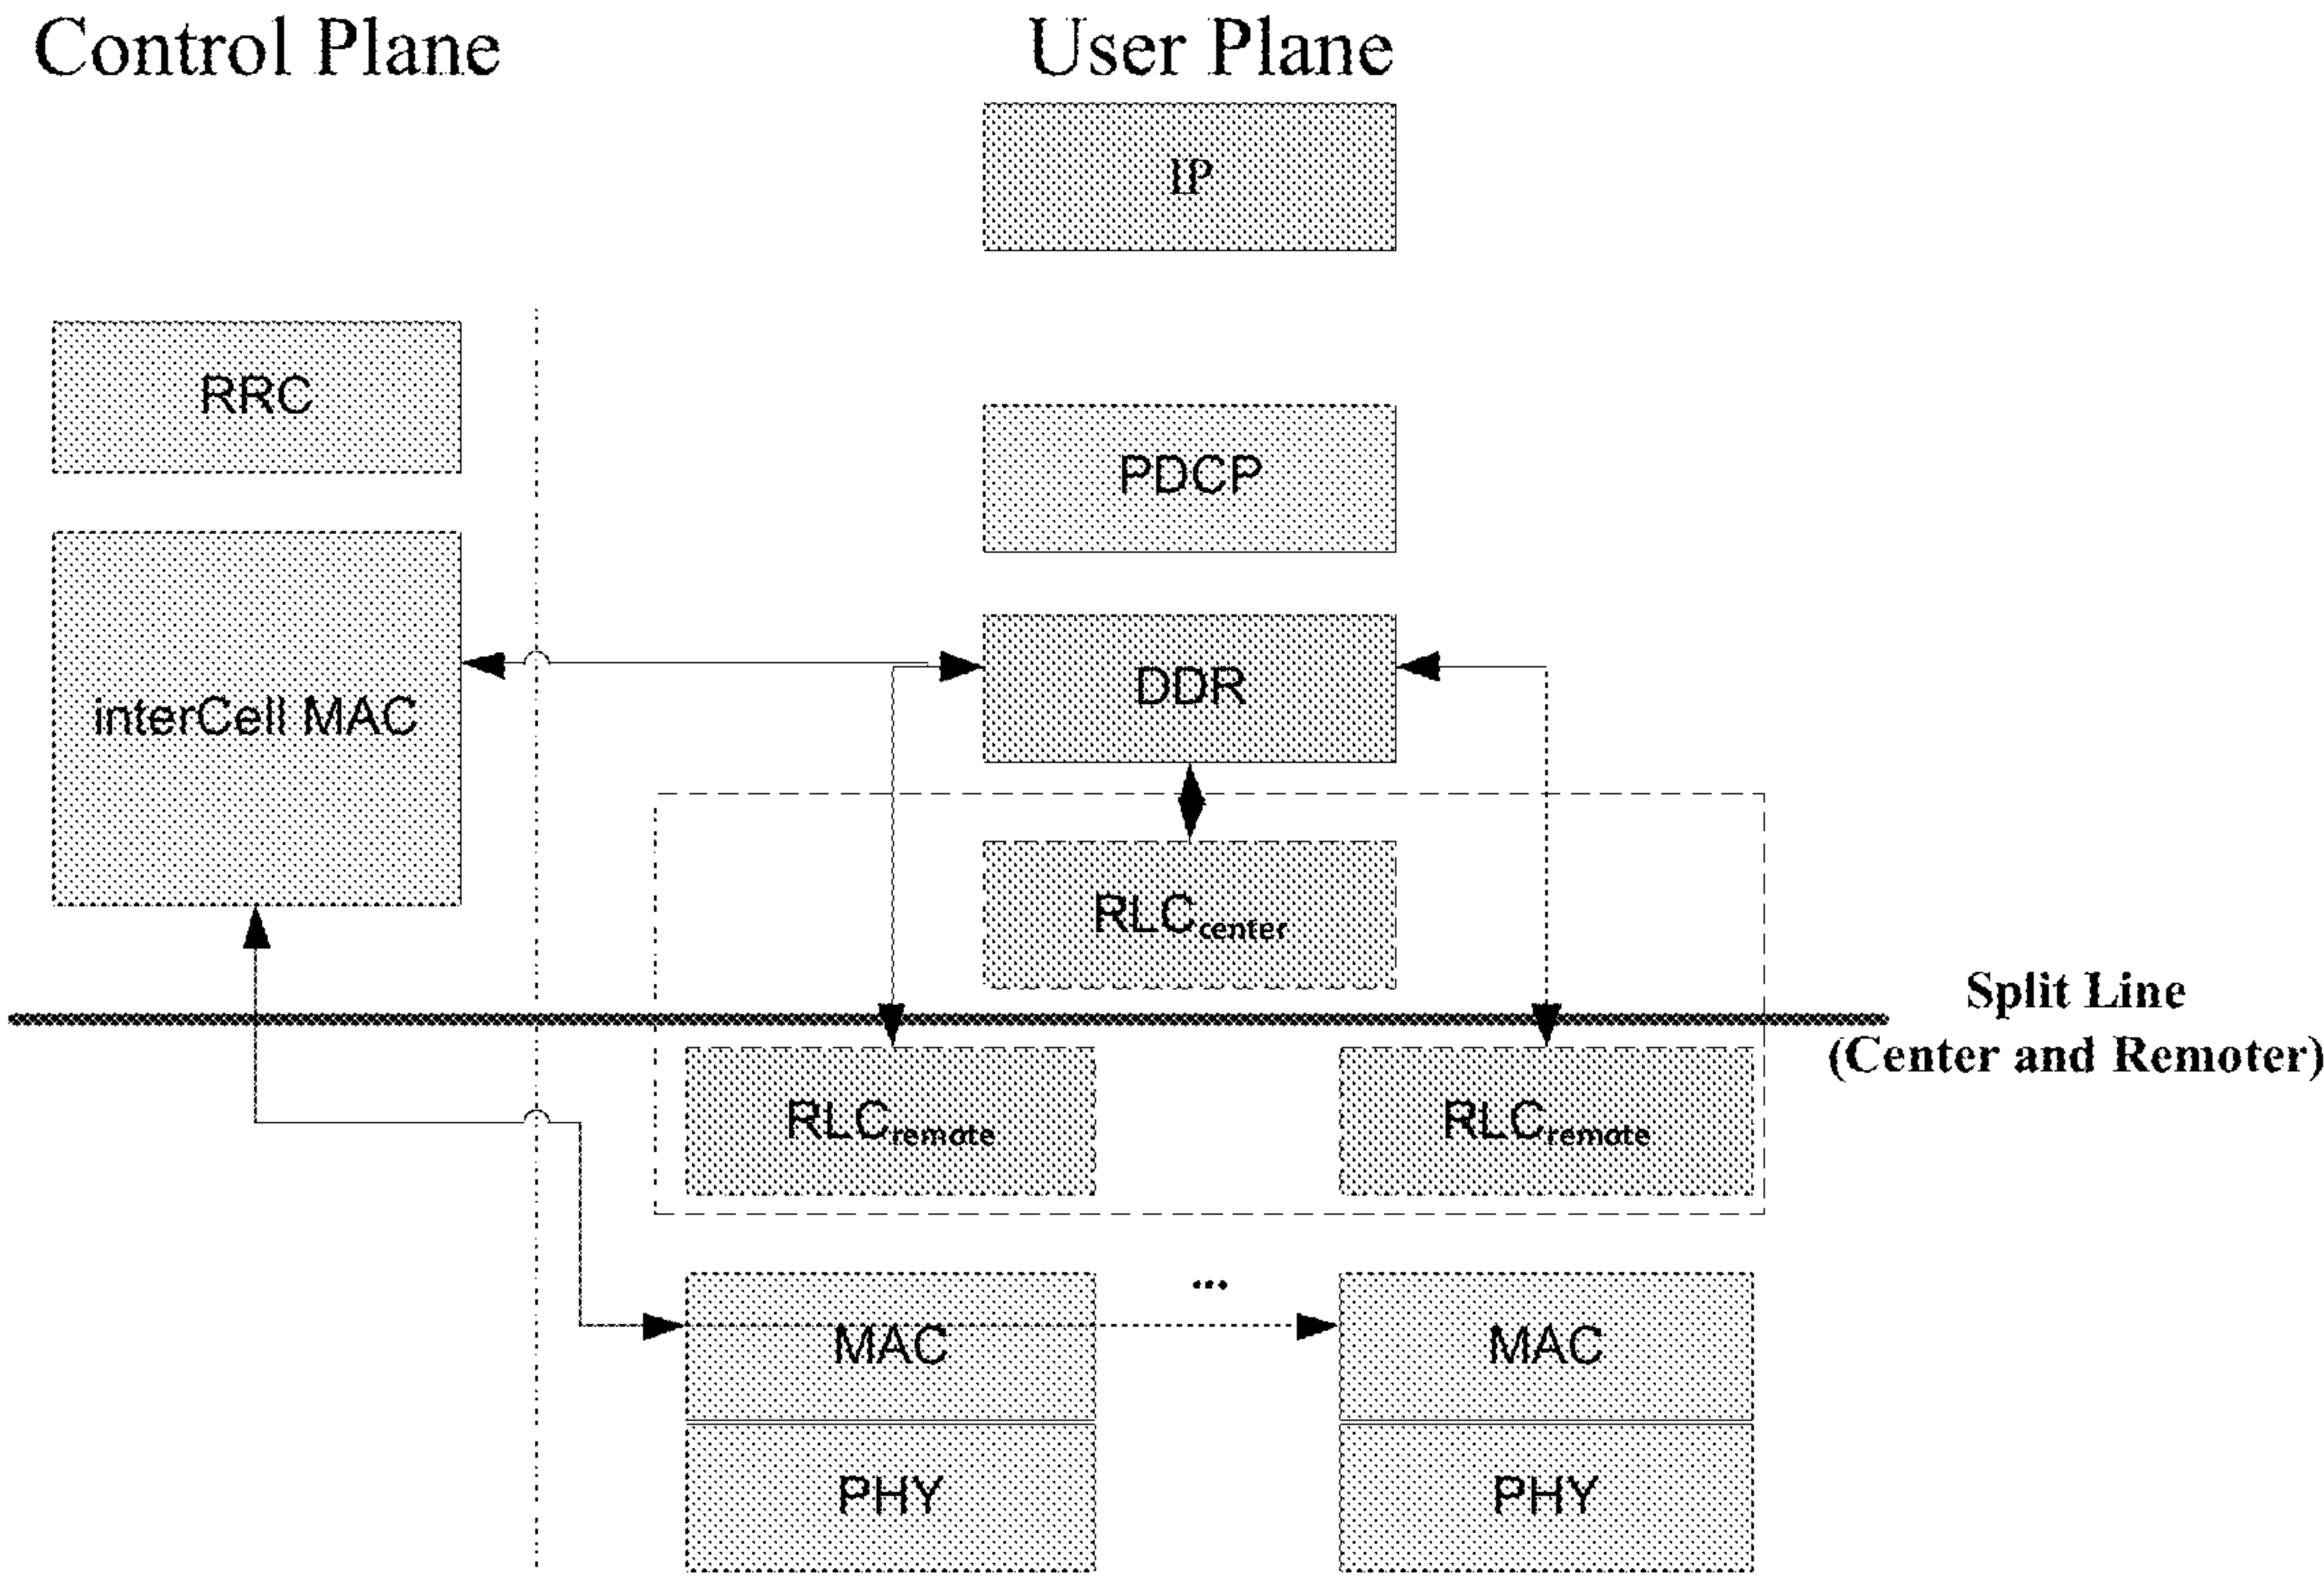 Control Plane
User Plane
IP
RRC
PDCP
interCell MAC
DDR
RLCcenter
Split Line
(Center and Remoter)
RLCremote
RLCremote
...
MAC
MAC
PHY
PHY